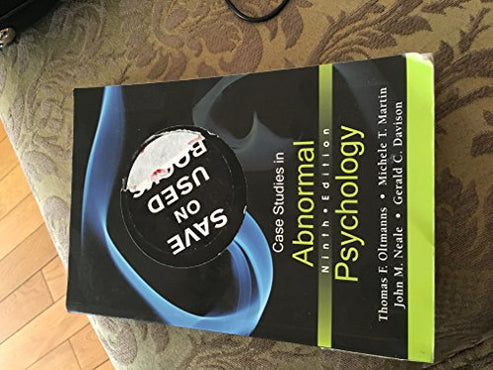 Case Studies in
Abnormal
Ninth • Edition
Psychology
Thomas F. Oltmanns • Michele T. Martin
John M. Neale • Gerald C. Davison
SAVE
ON
USED
BOOKS